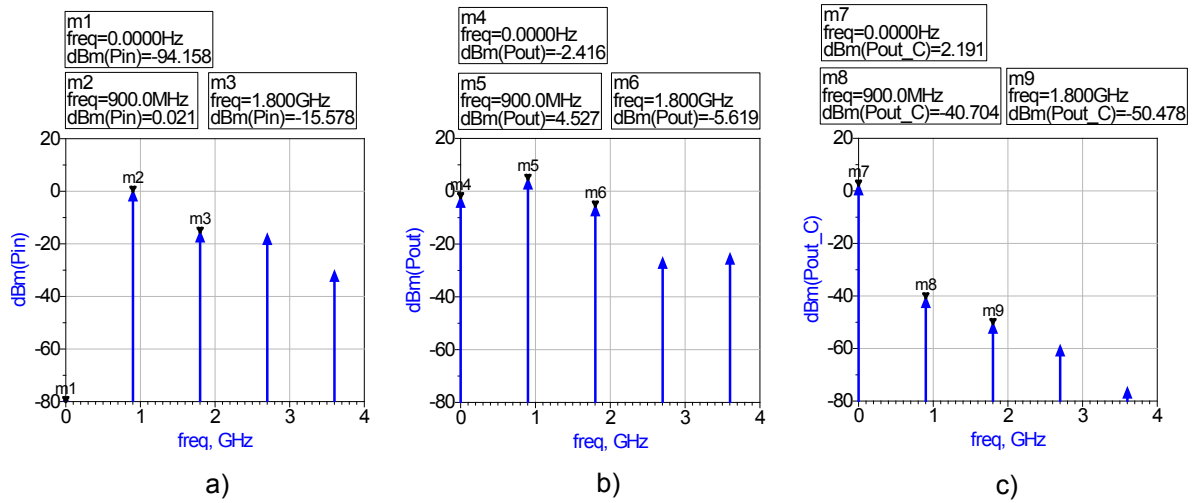 m1
freq=0.0000Hz
dBm(Pin)=-94.158
m2
freq=900.0MHz
dBm(Pin)=0.021
m3
freq=1.800GHz
dBm(Pin)=-15.578
m2
m3
m1
0
-20
-40
-60
-80
-20
0
1
2
3
4
dBm(Pin)
freq, GHz
a)
m4
freq=0.0000Hz
dBm(Pout)=-2.416
m5
freq=900.0MHz
dBm(Pout)=4.527
m6
freq=1.800GHz
dBm(Pout)=-5.619
m4
m5
m6
20
0
-20
-40
-60
-80
0
1
2
3
4
dBm(Pout)
freq, GHz
b)
m7
freq=0.0000Hz
dBm(Pout_C)=2.191
m8
freq=900.0MHz
dBm(Pout_C)=-40.704
m9
freq=1.800GHz
dBm(Pout_C)=-50.478
m7
m8
m9
20
0
-20
-40
-60
-80
0
1
2
3
4
dBm(Pout_C)
freq, GHz
c)